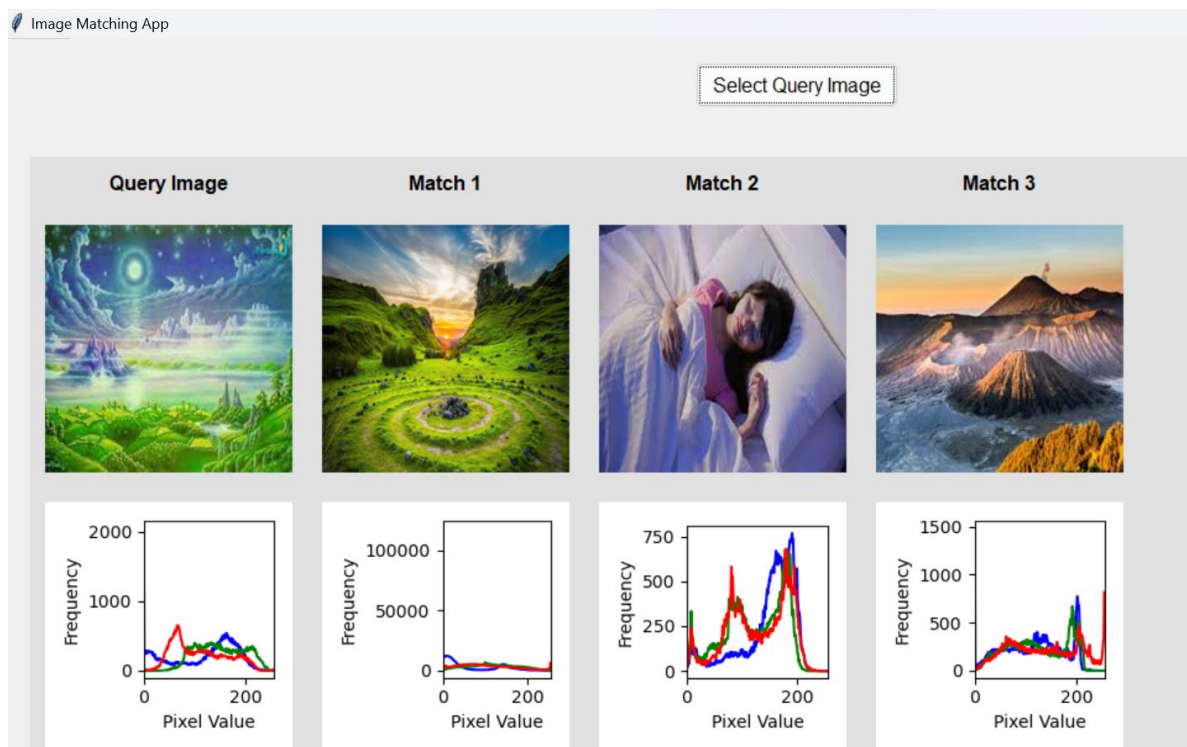 Image Matching App
Select Query Image
Query Image
Match 1
Match 2
Match 3
2000
1000
0
Frequency
0
200
Pixel Value
100000
50000
0
Frequency
0
200
Pixel Value
750
500
250
0
Frequency
0
200
Pixel Value
1500
1000
500
0
Frequency
0
200
Pixel Value